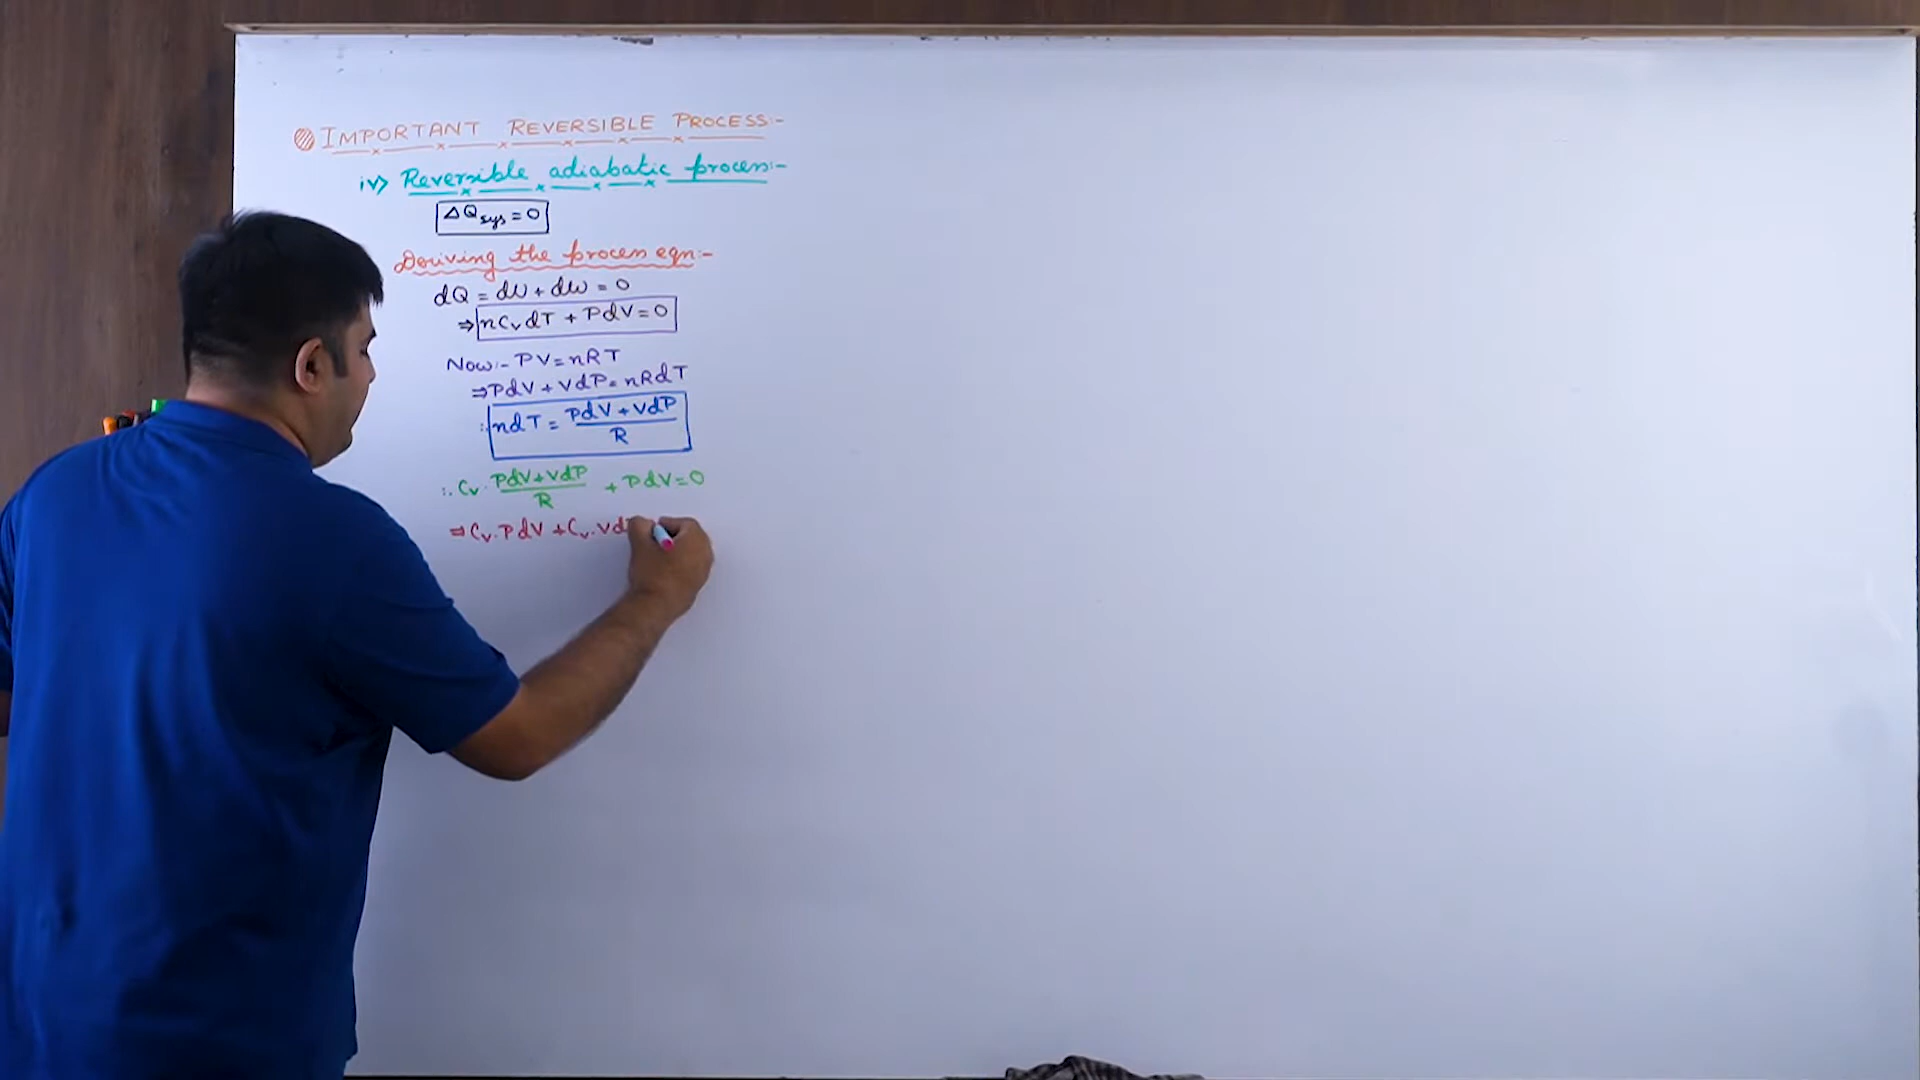 IMPORTANT REVERSIBLE PROCESS:-
iv) Reversible adiabatic process:-
ΔQsys = 0
Deriving the process eqn:-
dQ = dU + dW = 0
⇒ nCvdT + PdV = 0
Now:- PV = nRT
⇒ PdV + VdP = nRdT
∴ ndT = PdV + VdP / R
∴ Cv · PdV + VdP / R + PdV = 0
⇒ Cv·PdV + Cv·Vd